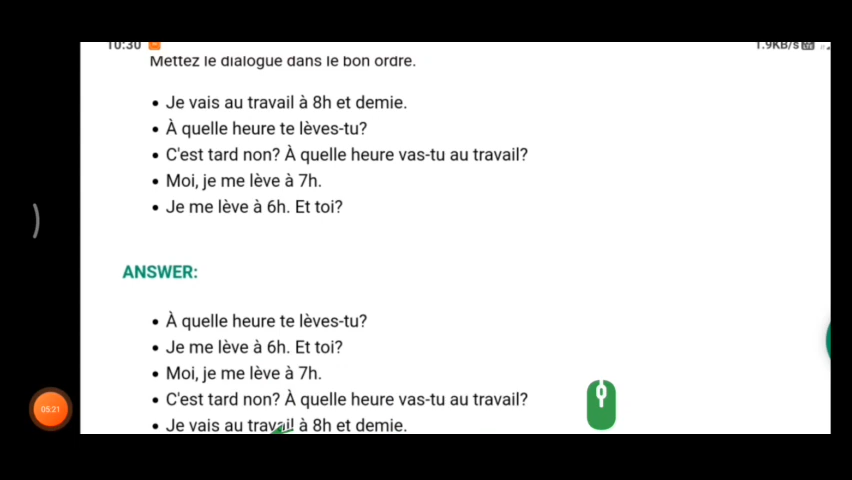 10:30
1.9KB/s
Mettez le dialogue dans le bon ordre.
Je vais au travail à 8h et demie.
À quelle heure te lèves-tu?
C'est tard non? À quelle heure vas-tu au travail?
Moi, je me lève à 7h.
Je me lève à 6h. Et toi?
ANSWER:
À quelle heure te lèves-tu?
Je me lève à 6h. Et toi?
Moi, je me lève à 7h.
C'est tard non? À quelle heure vas-tu au travail?
05:21
Je vais au travail à 8h et demie.